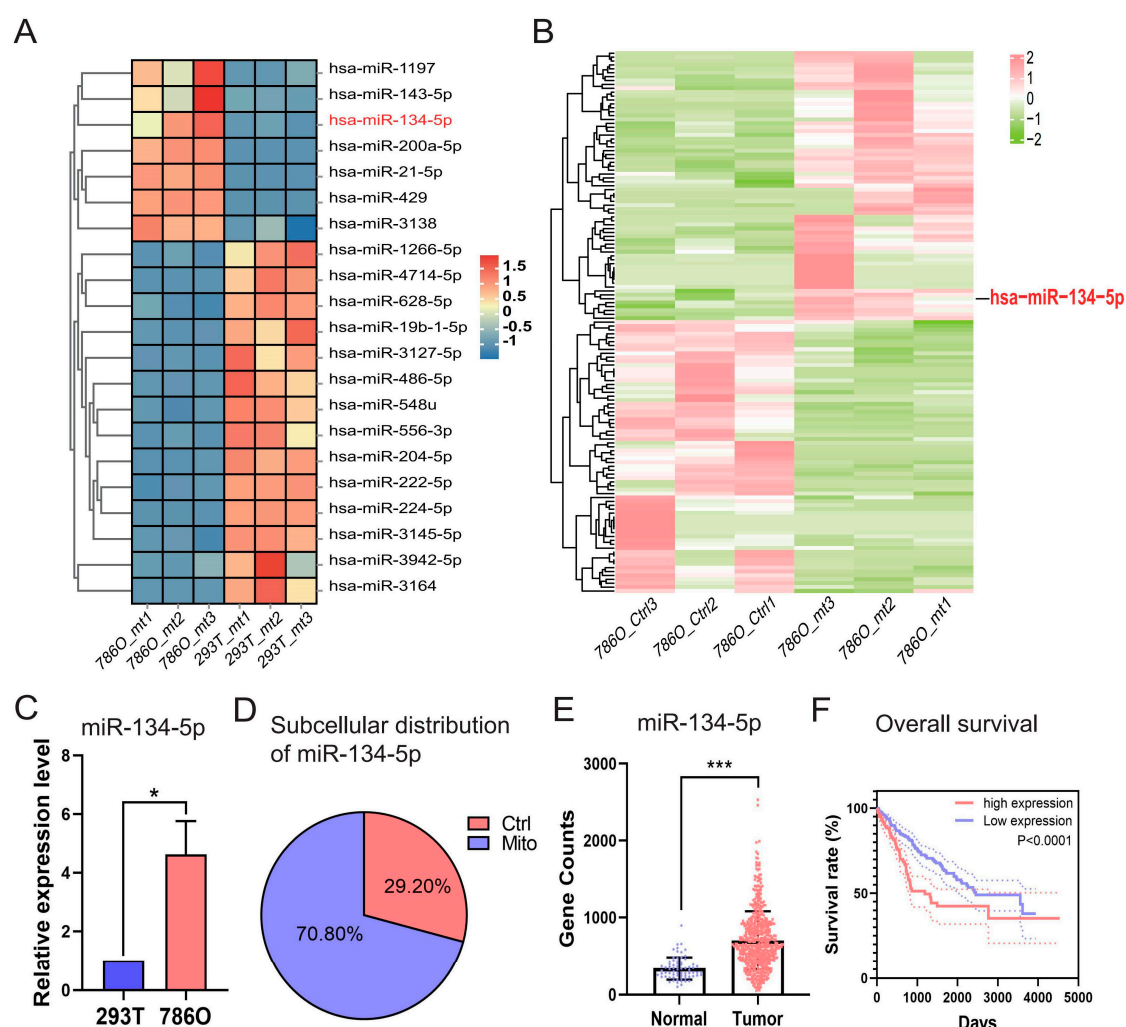 A
hsa-miR-1197
hsa-miR-143-5p
hsa-miR-134-5p
hsa-miR-200a-5p
hsa-miR-21-5p
hsa-miR-429
hsa-miR-3138
hsa-miR-1266-5p
hsa-miR-4714-5p
hsa-miR-628-5p
hsa-miR-19b-1-5p
hsa-miR-3127-5p
hsa-miR-486-5p
hsa-miR-548u
hsa-miR-556-3p
hsa-miR-204-5p
hsa-miR-222-5p
hsa-miR-224-5p
hsa-miR-3145-5p
hsa-miR-3942-5p
hsa-miR-3164
1.5
1
0.5
-0.5
-1
786O_mt1
786O_mt2
786O_mt3
293T_mt1
293T_mt2
293T_mt3
B
2
1
0
-1
-2
hsa-miR-134-5p
786O_Ctrl3
786O_Ctrl2
786O_Ctrl1
786O_mt3
786O_mt2
786O_mt1
C
miR-134-5p
Relative expression level
8
6
4
2
0
*
293T
786O
D
Subcellular distribution
of miR-134-5p
Ctrl
Mito
29.20%
70.80%
E
miR-134-5p
Gene Counts
3000
2000
1000
0
***
Normal
Tumor
F
Overall survival
Survival rate (%)
100
50
0
high expression
Low expression
P<0.0001
0
1000
2000
3000
4000
5000
Days